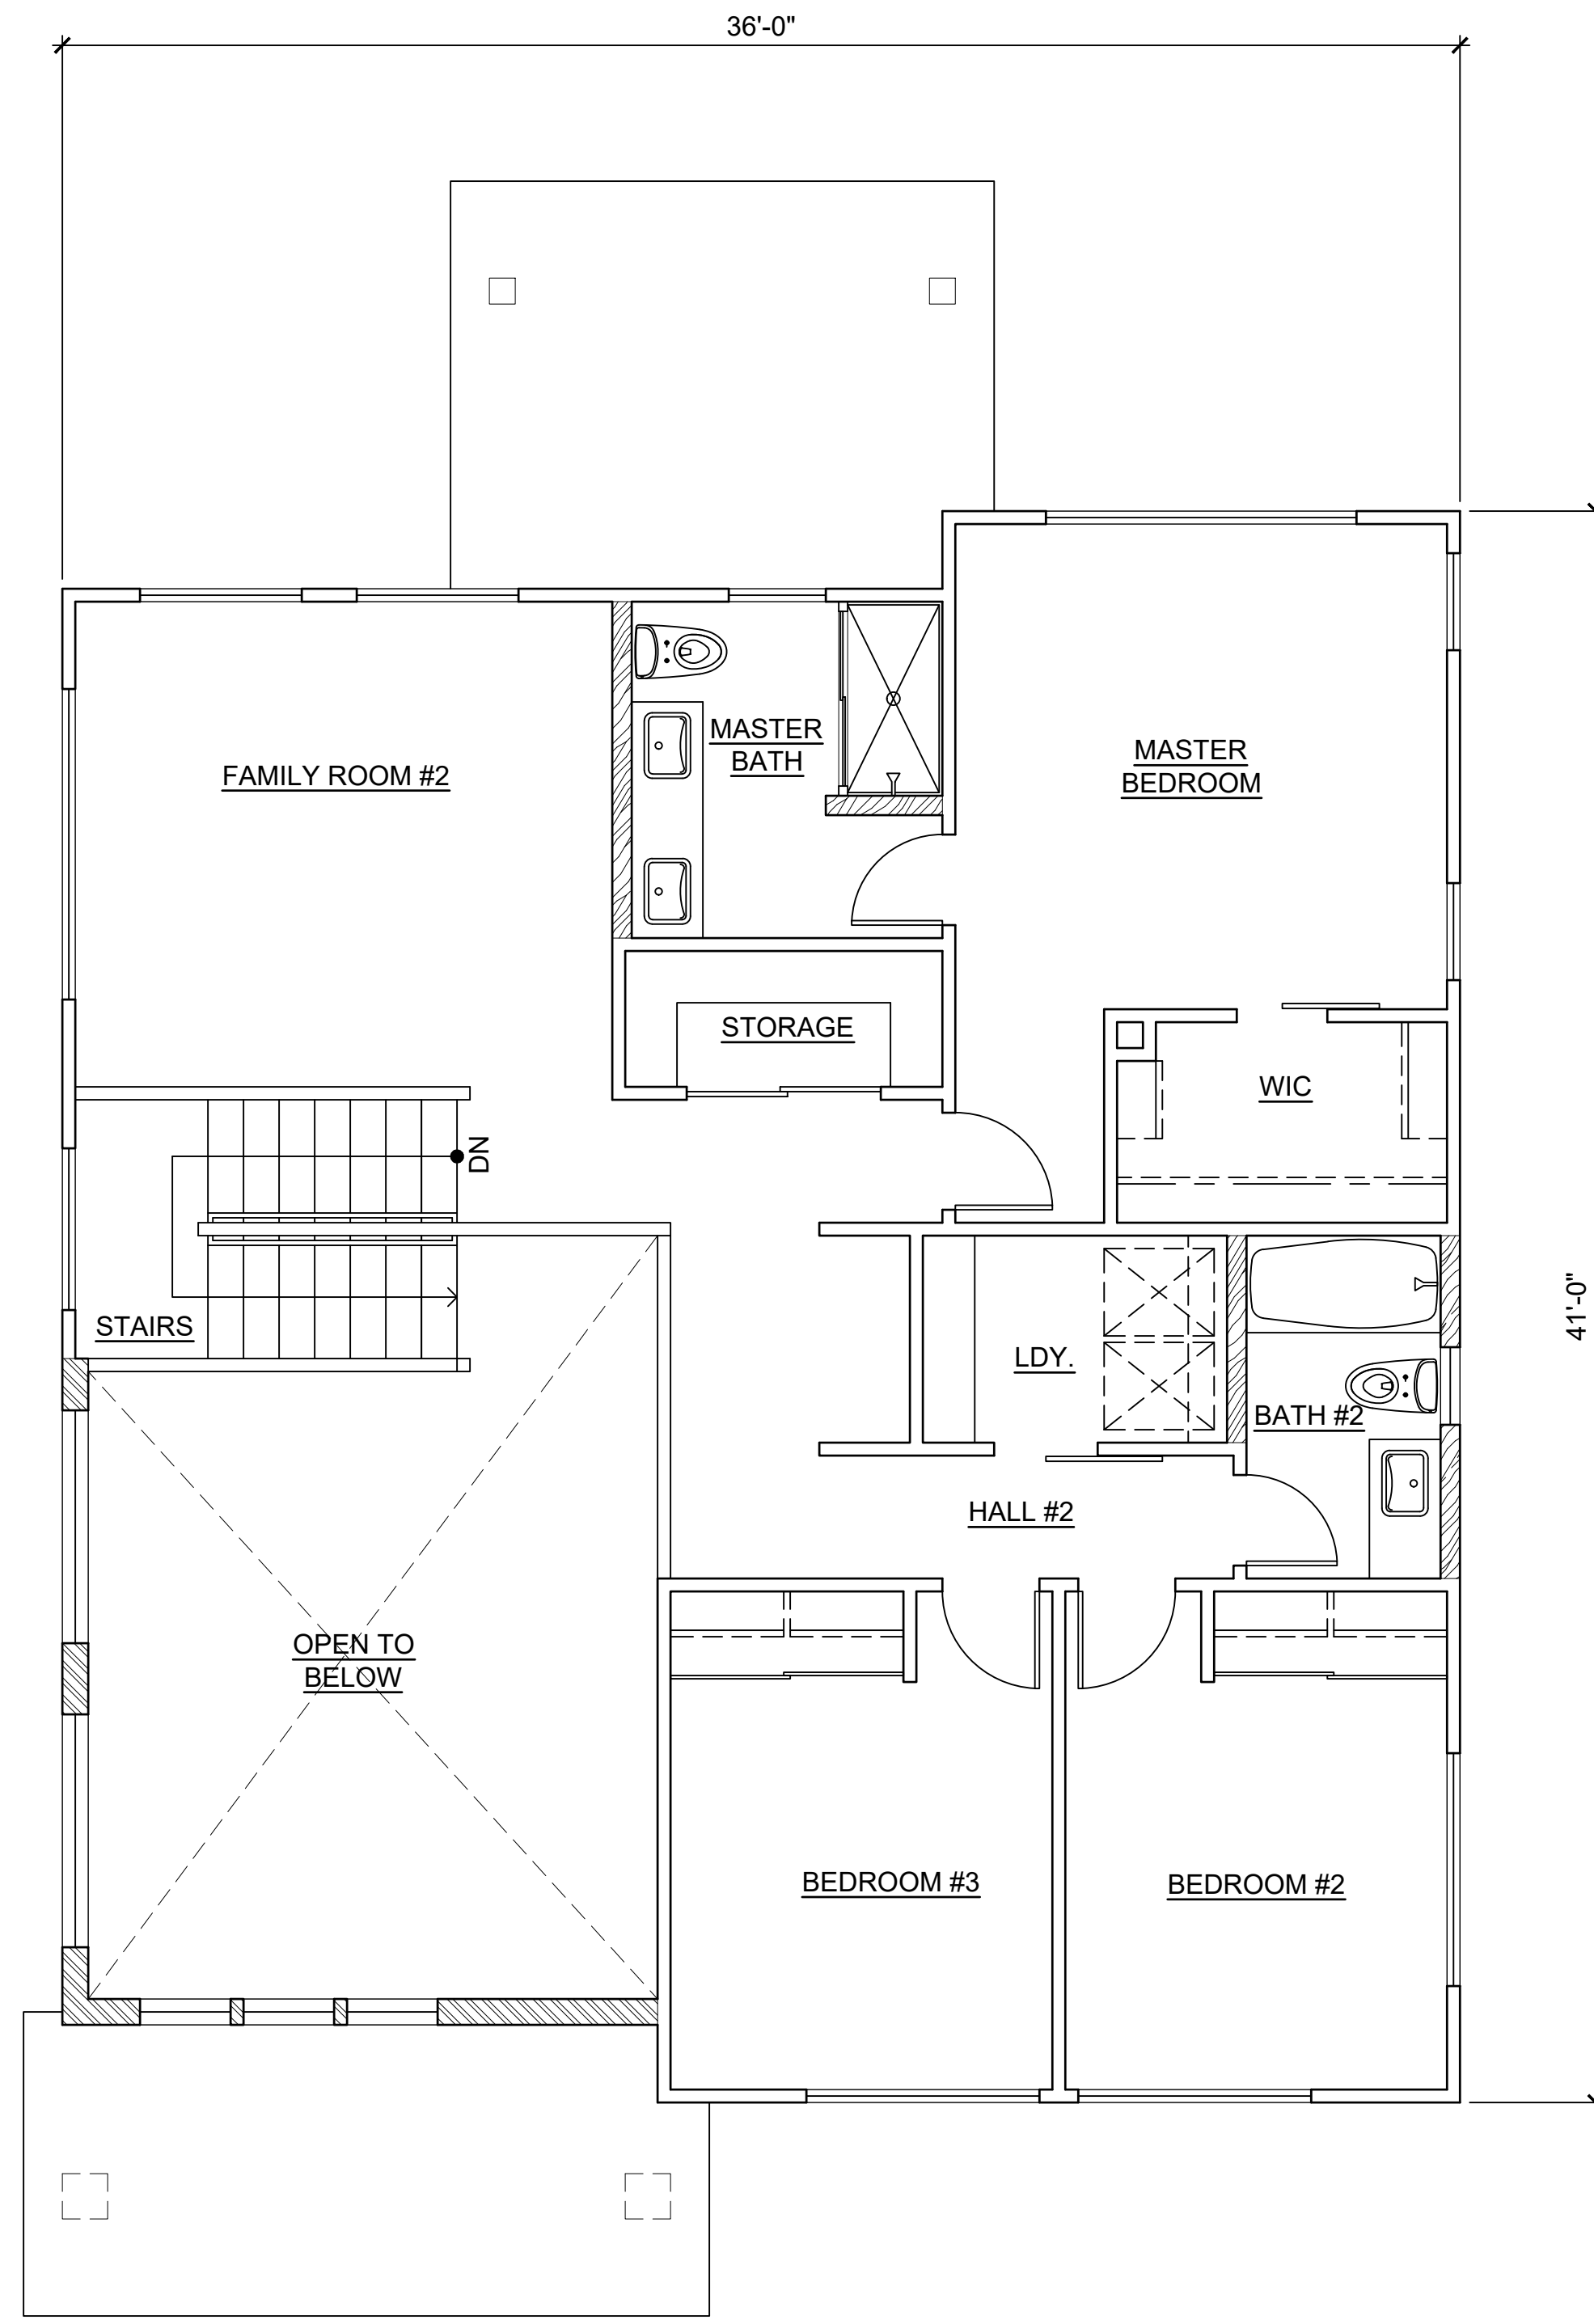 36'-0"
MASTER
BATH
FAMILY ROOM #2
MASTER
BEDROOM
STORAGE
WIC
DN
STAIRS
41'-0"
LDY.
BATH #2
HALL #2
OPEN TO
BELOW
BEDROOM #3
BEDROOM #2